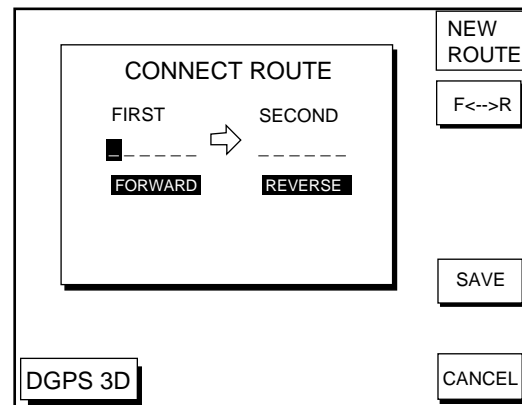 CONNECT ROUTE
FIRST
SECOND
_ _ _ _ _ _
_ _ _ _ _ _
FORWARD
REVERSE
NEW
ROUTE
F<-->R
SAVE
CANCEL
DGPS 3D